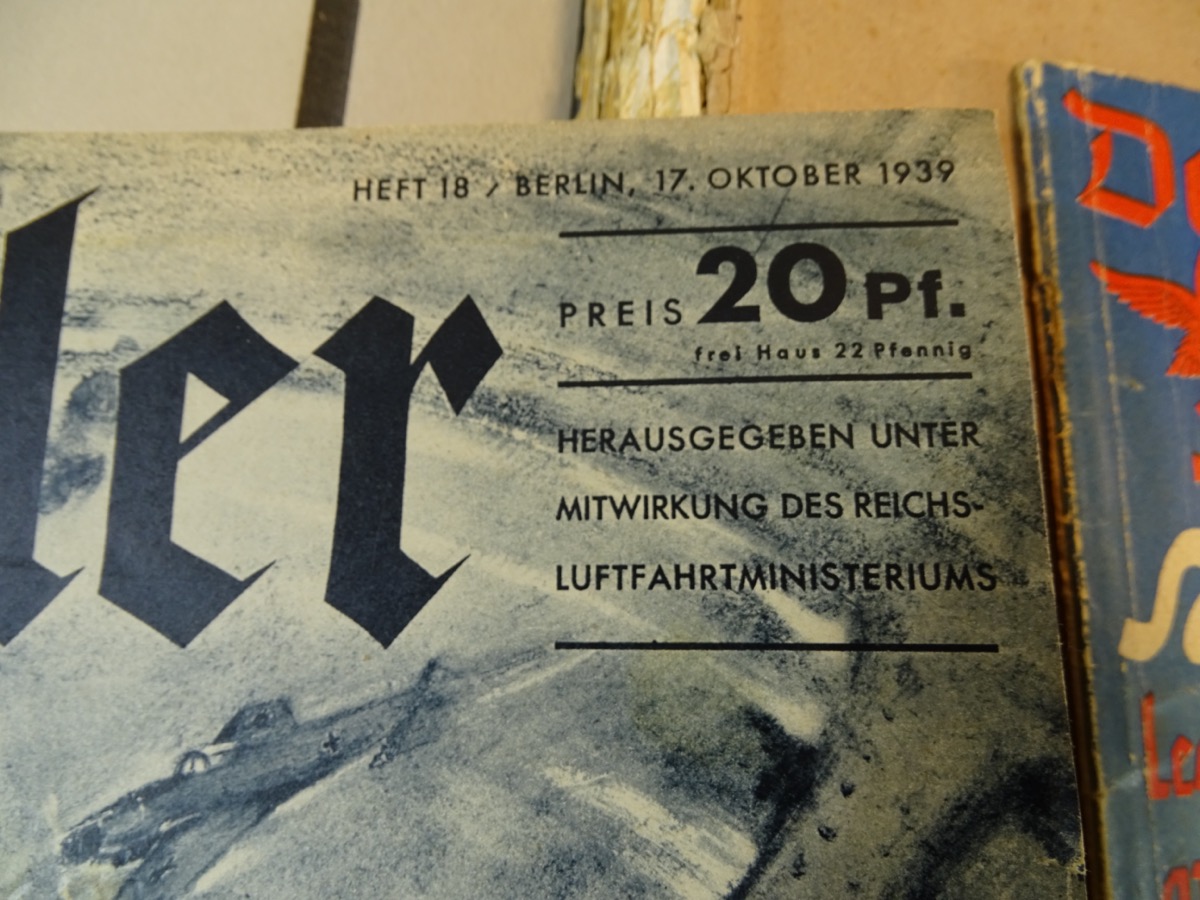 HEFT 18 / BERLIN, 17. OKTOBER 1939
ler
PREIS 20 Pf.
frei Haus 22 Pfennig
HERAUSGEGEBEN UNTER
MITWIRKUNG DES REICHS-
LUFTFAHRTMINISTERIUMS